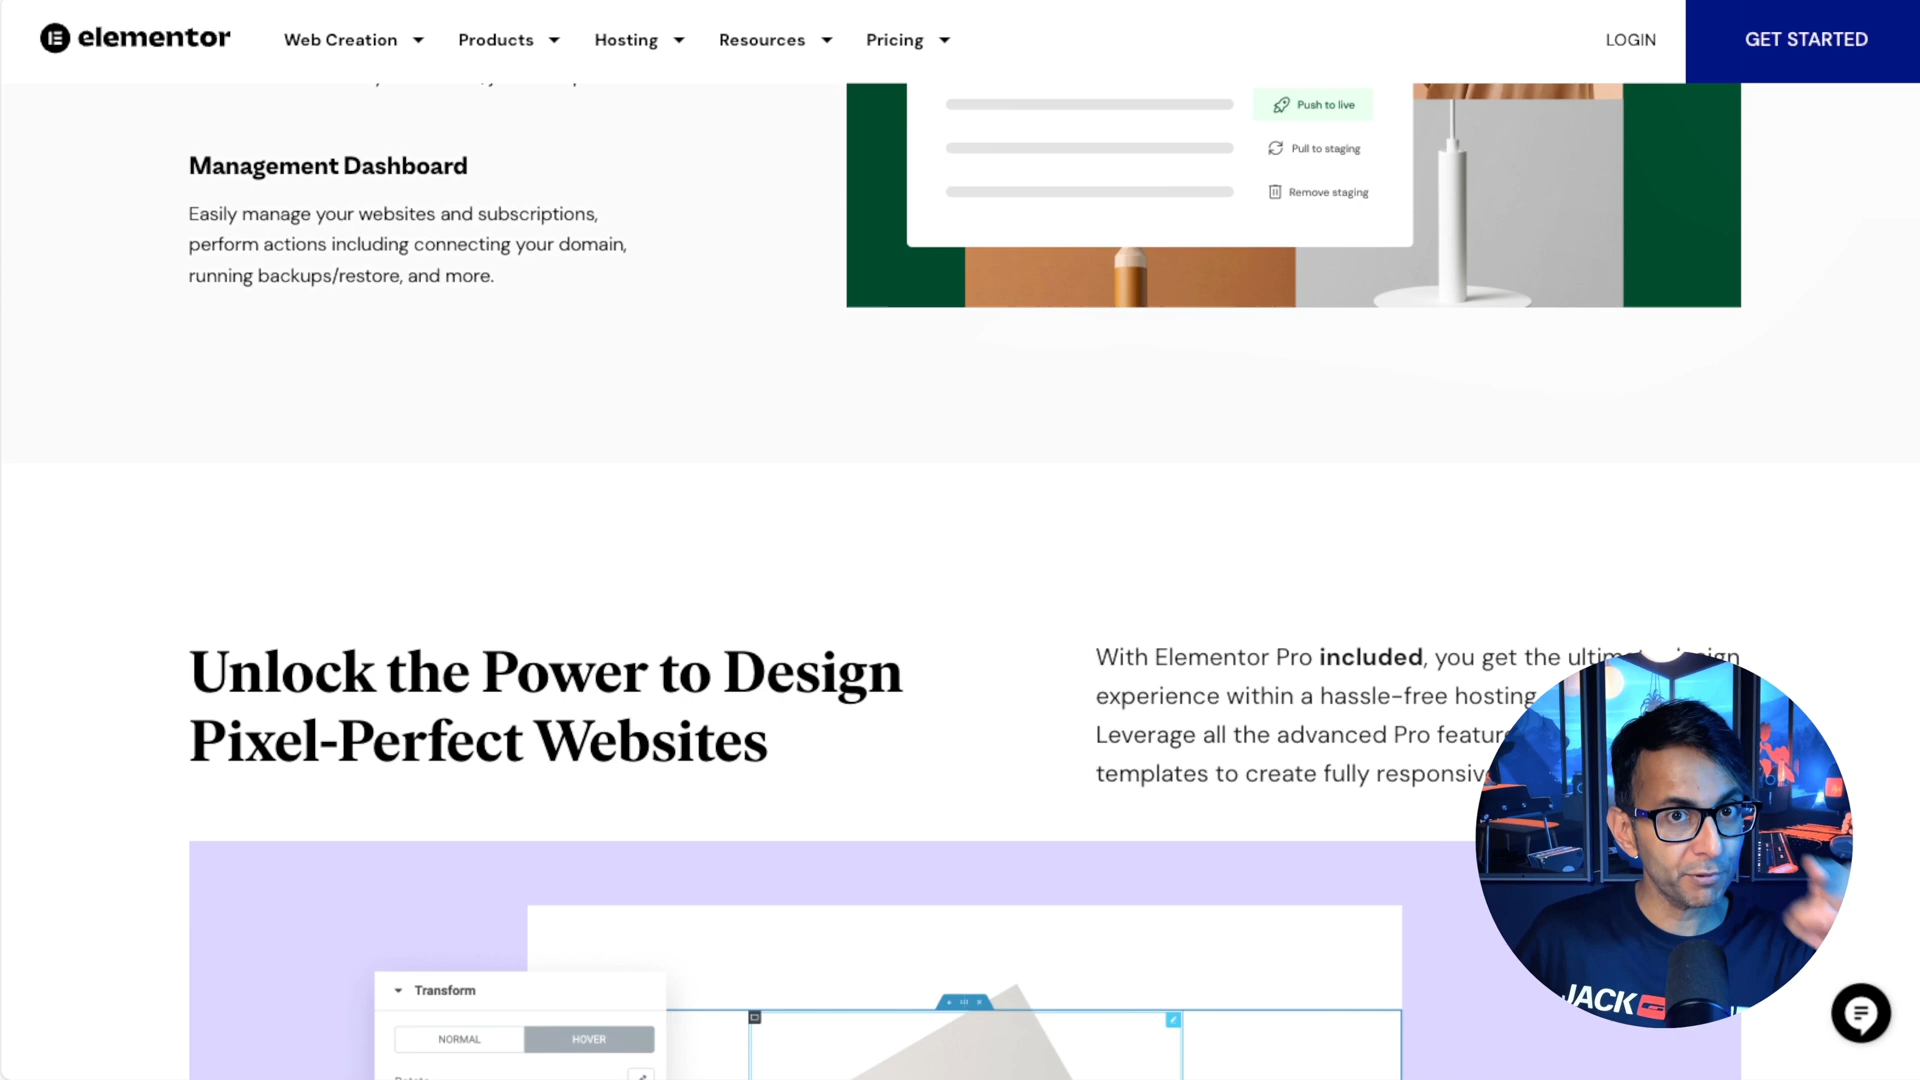 elementor
Web Creation
Products
Hosting
Resources
Pricing
LOGIN
GET STARTED
Push to live
Pull to staging
Remove staging
Management Dashboard
Easily manage your websites and subscriptions,
perform actions including connecting your domain,
running backups/restore, and more.
Unlock the Power to Design
Pixel-Perfect Websites
With Elementor Pro included, you get the
experience within a hassle-free hosting
Leverage all the advanced Pro
templates to create fully
Transform
NORMAL
HOVER
JACK